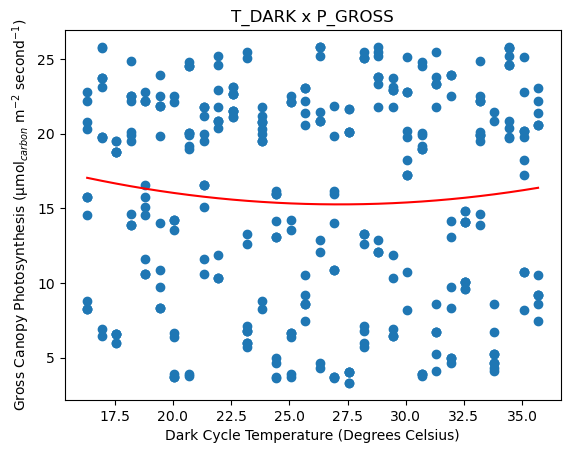 T_DARK x P_GROSS
Gross Canopy Photosynthesis (μmol_carbon m⁻² second⁻¹)
25
20
15
10
5
17.5 20.0 22.5 25.0 27.5 30.0 32.5 35.0
Dark Cycle Temperature (Degrees Celsius)